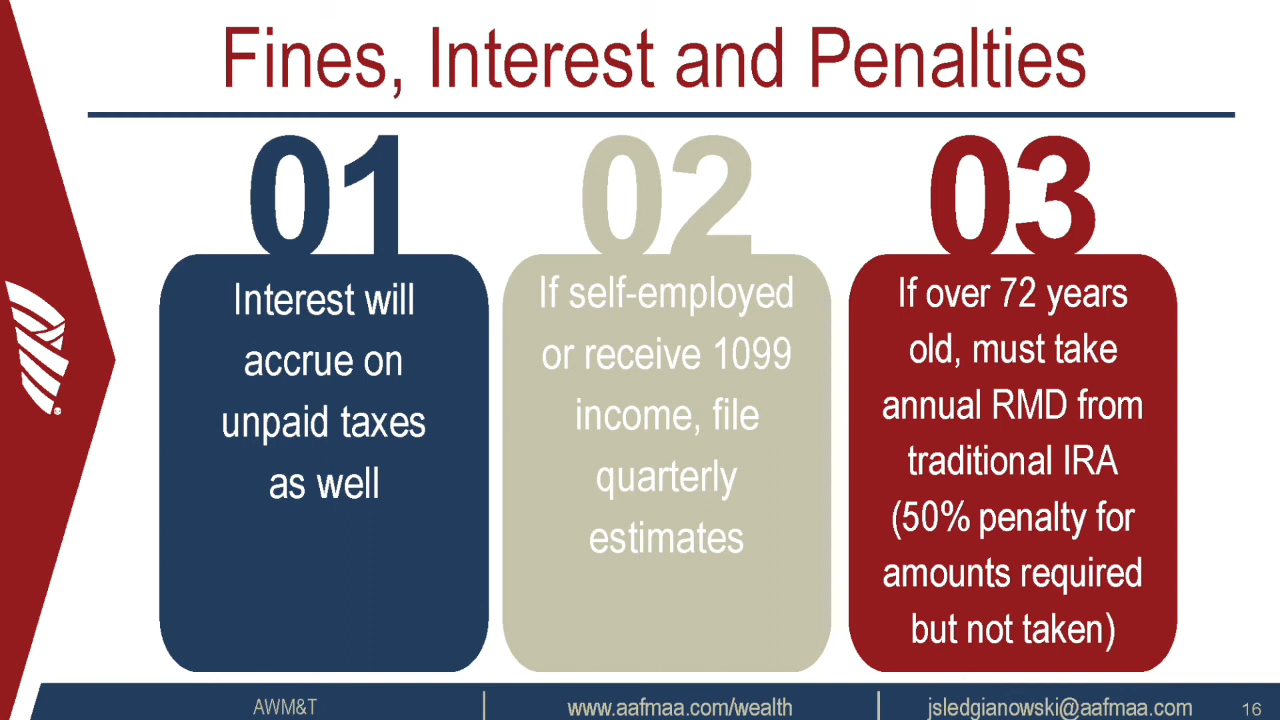 Fines, Interest and Penalties
01
Interest will
accrue on
unpaid taxes
as well
02
If self-employed
or receive 1099
income, file
quarterly
estimates
03
If over 72 years
old, must take
annual RMD from
traditional IRA
(50% penalty for
amounts required
but not taken)
®
AWM&T
www.aafmaa.com/wealth
jsledgianowski@aafmaa.com
16